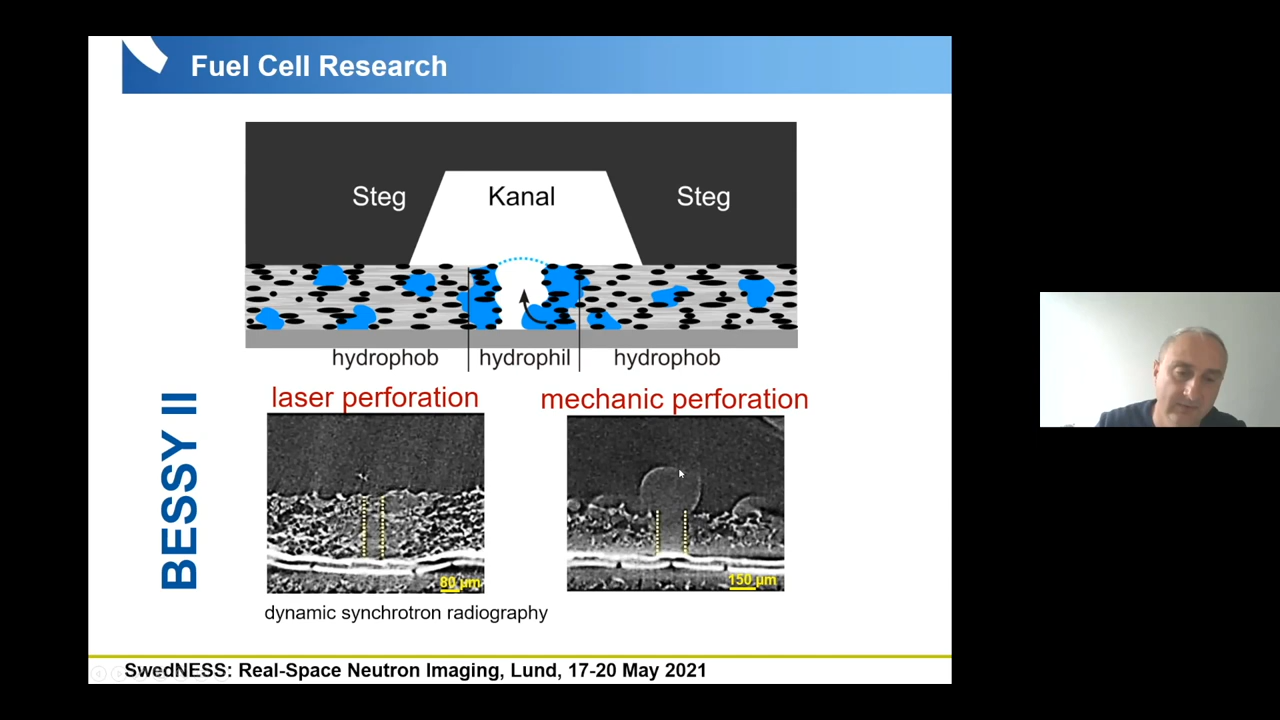 Fuel Cell Research
Steg Kanal Steg
hydrophob hydrophil hydrophob
laser perforation mechanic perforation
BESSY II
80 µm 150 µm
dynamic synchrotron radiography
SwedNESS: Real-Space Neutron Imaging, Lund, 17-20 May 2021